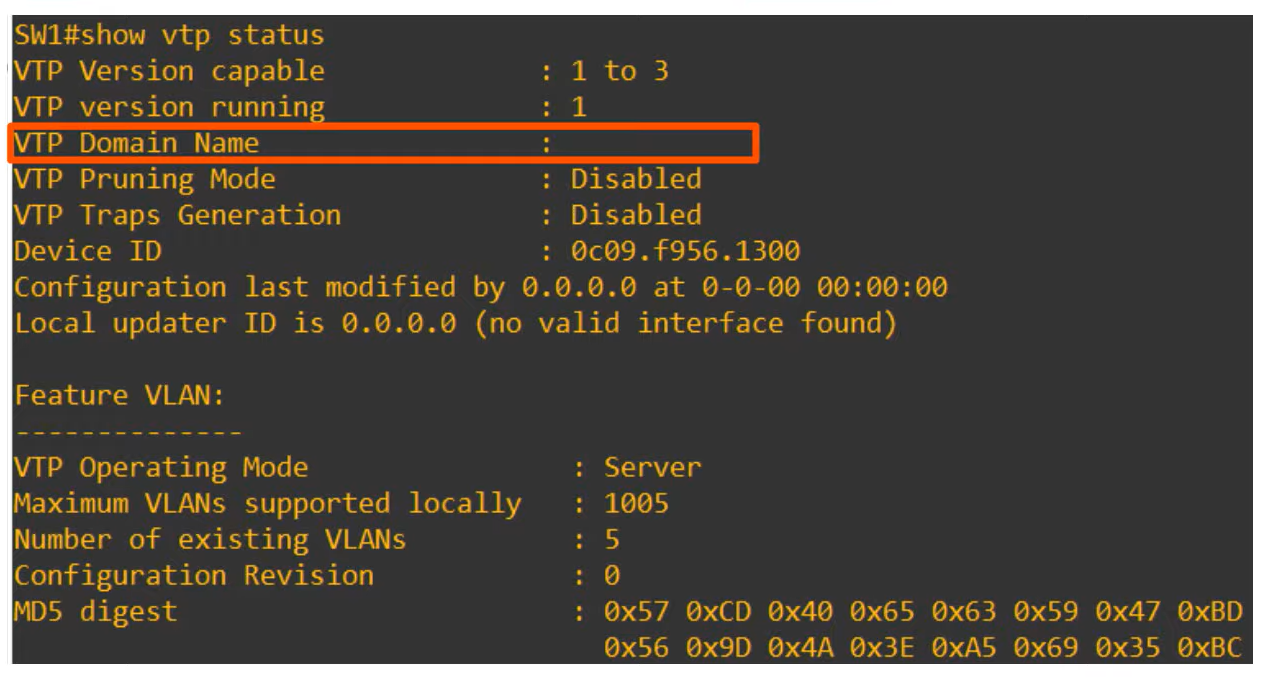 SW1#show vtp status
VTP Version capable : 1 to 3
VTP version running : 1
VTP Domain Name :
VTP Pruning Mode : Disabled
VTP Traps Generation : Disabled
Device ID : 0c09.f956.1300
Configuration last modified by 0.0.0.0 at 0-0-00 00:00:00
Local updater ID is 0.0.0.0 (no valid interface found)
Feature VLAN:
--------------
VTP Operating Mode : Server
Maximum VLANs supported locally : 1005
Number of existing VLANs : 5
Configuration Revision : 0
MD5 digest : 0x57 0xCD 0x40 0x65 0x63 0x59 0x47 0xBD
0x56 0x9D 0x4A 0x3E 0xA5 0x69 0x35 0xBC